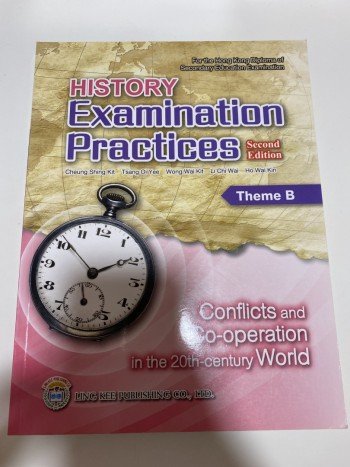 For the Hong Kong Diploma of
Secondary Education Examination
HISTORY
Examination
Practices Second Edition
Cheung Shing Kit Tsang Oi Yee Wong Wai Kit Li Chi Wai Ho Wai Kin
Theme B
Conflicts and
Co-operation
in the 20th-century World
LING KEE PUBLISHING CO., LTD.